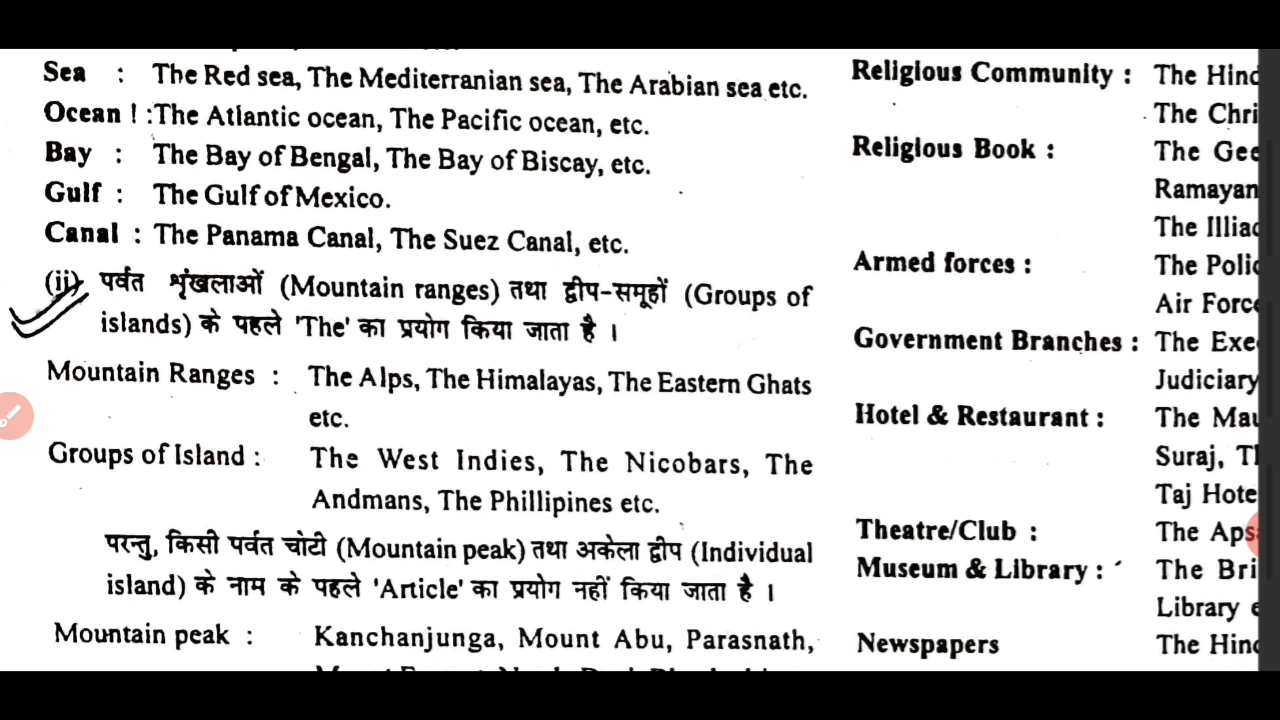 Sea : The Red sea, The Mediterranian sea, The Arabian sea etc.
Ocean ! : The Atlantic ocean, The Pacific ocean, etc.
Bay : The Bay of Bengal, The Bay of Biscay, etc.
Gulf : The Gulf of Mexico.
Canal : The Panama Canal, The Suez Canal, etc.
(ii) पर्वत शृंखलाओं (Mountain ranges) तथा द्वीप-समूहों (Groups of
islands) के पहले 'The' का प्रयोग किया जाता है ।
Mountain Ranges : The Alps, The Himalayas, The Eastern Ghats
etc.
Groups of Island : The West Indies, The Nicobars, The
Andmans, The Phillipines etc.
परन्तु, किसी पर्वत चोटी (Mountain peak) तथा अकेला द्वीप (Individual
island) के नाम के पहले 'Article' का प्रयोग नहीं किया जाता है ।
Mountain peak : Kanchanjunga, Mount Abu, Parasnath,
Religious Community : The Hind
The Chri
Religious Book : The Gee
Ramayan
The Illiad
Armed forces : The Polic
Air Force
Government Branches : The Exe
Judiciary
Hotel & Restaurant : The Mau
Suraj, Th
Taj Hote
Theatre/Club : The Aps
Museum & Library : The Bri
Library e
Newspapers The Hind